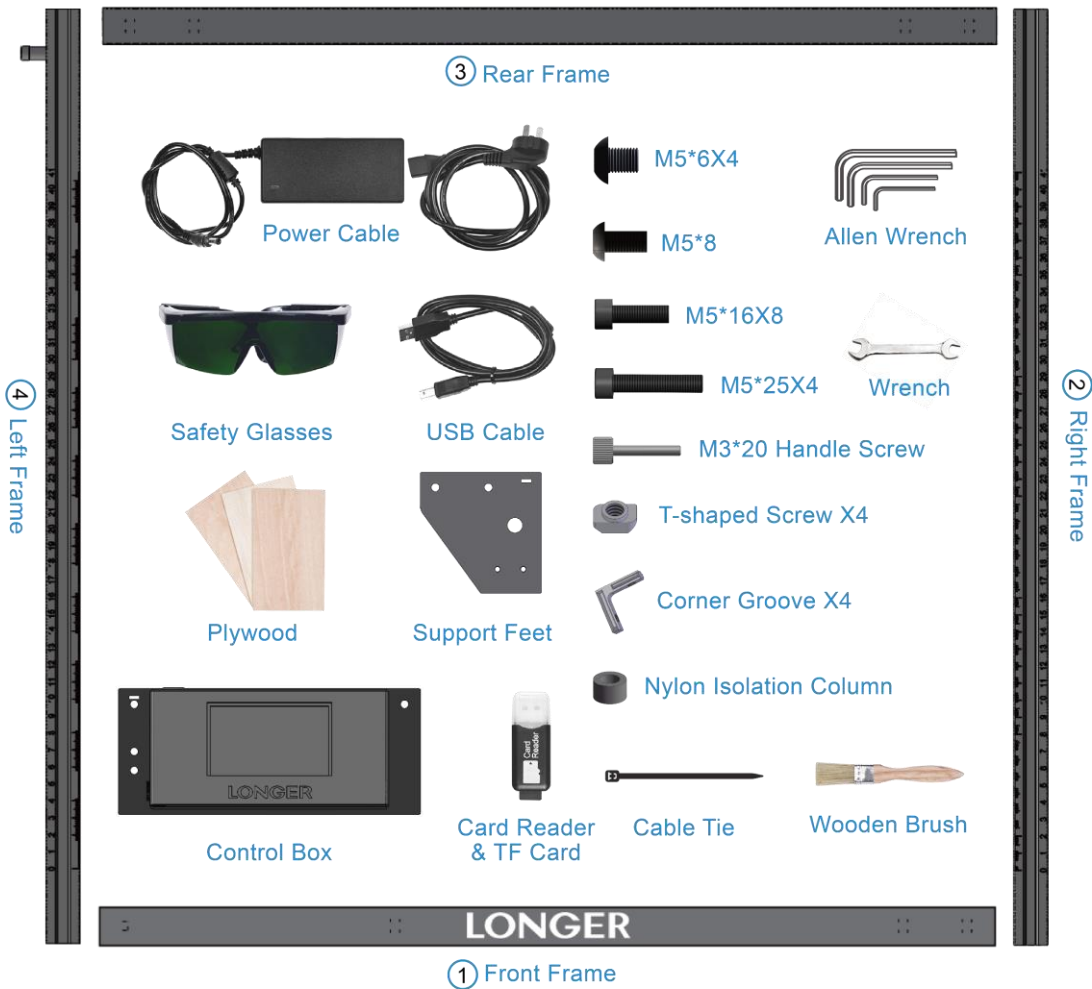 ③ Rear Frame
M5*6X4
Power Cable
M5*8
Allen Wrench
M5*16X8
M5*25X4
Wrench
Safety Glasses
USB Cable
M3*20 Handle Screw
④ Left Frame
② Right Frame
T-shaped Screw X4
Corner Groove X4
Plywood
Support Feet
Nylon Isolation Column
LONGER
Card
Reader
Control Box
Card Reader
& TF Card
Cable Tie
Wooden Brush
LONGER
① Front Frame